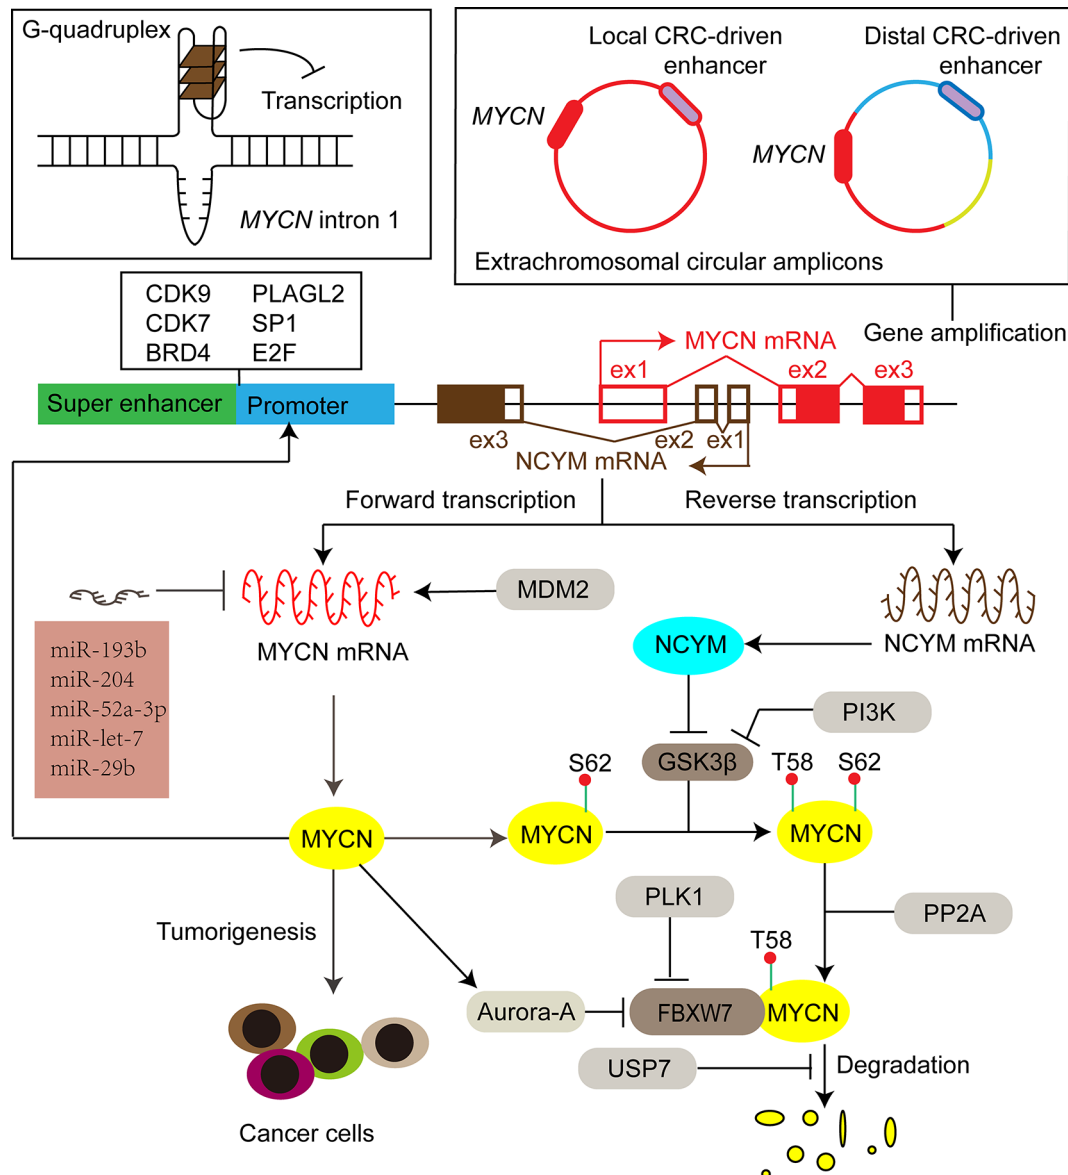 G-quadruplex
Transcription
MYCN intron 1
Local CRC-driven
enhancer
Distal CRC-driven
enhancer
MYCN
MYCN
Extrachromosomal circular amplicons
Gene amplification
CDK9 PLAGL2
CDK7 SP1
BRD4 E2F
MYCN mRNA
ex1 ex2 ex3
Super enhancer Promoter
ex3 ex2 ex1
NCYM mRNA
Forward transcription Reverse transcription
MDM2
MYCN mRNA
NCYM
NCYM mRNA
miR-193b
miR-204
miR-52a-3p
miR-let-7
miR-29b
PI3K
GSK3β
S62
T58 S62
MYCN
MYCN
MYCN
PLK1
PP2A
Tumorigenesis
T58
Aurora-A
FBXW7
MYCN
USP7
Degradation
Cancer cells